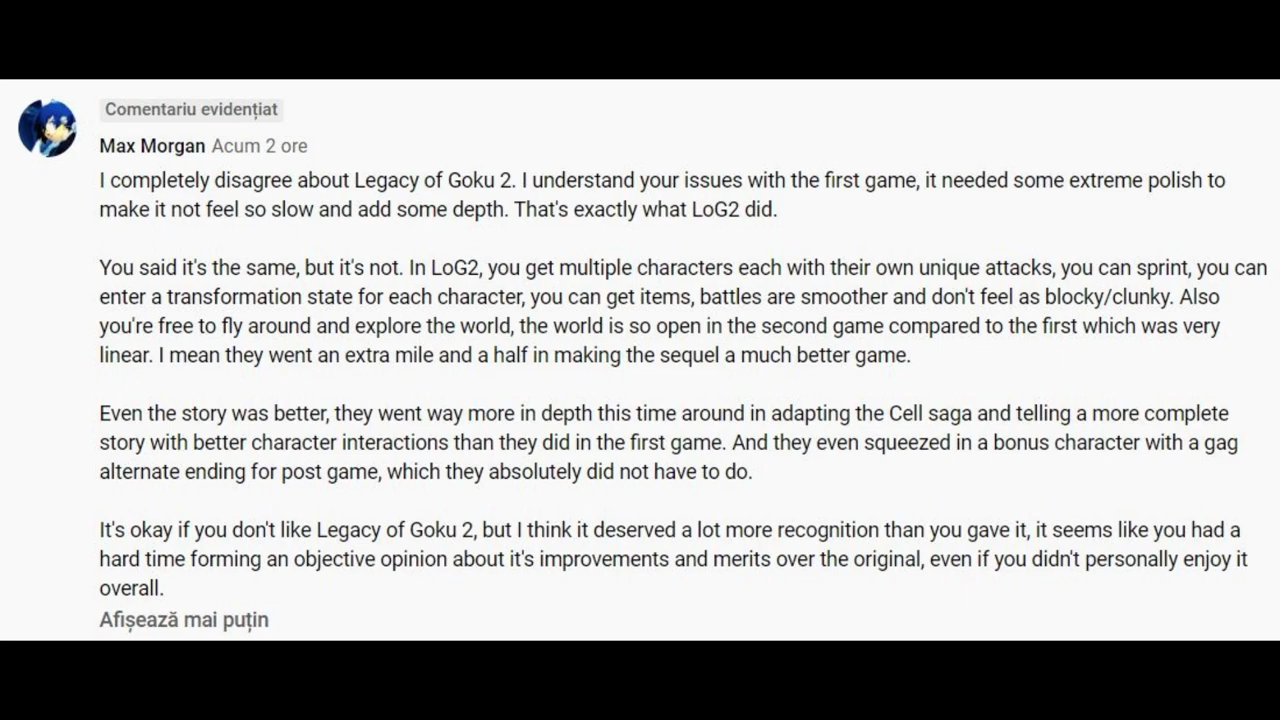 Comentariu evidențiat
Max Morgan Acum 2 ore
I completely disagree about Legacy of Goku 2. I understand your issues with the first game, it needed some extreme polish to
make it not feel so slow and add some depth. That's exactly what LoG2 did.
You said it's the same, but it's not. In LoG2, you get multiple characters each with their own unique attacks, you can sprint, you can
enter a transformation state for each character, you can get items, battles are smoother and don't feel as blocky/clunky. Also
you're free to fly around and explore the world, the world is so open in the second game compared to the first which was very
linear. I mean they went an extra mile and a half in making the sequel a much better game.
Even the story was better, they went way more in depth this time around in adapting the Cell saga and telling a more complete
story with better character interactions than they did in the first game. And they even squeezed in a bonus character with a gag
alternate ending for post game, which they absolutely did not have to do.
It's okay if you don't like Legacy of Goku 2, but I think it deserved a lot more recognition than you gave it, it seems like you had a
hard time forming an objective opinion about it's improvements and merits over the original, even if you didn't personally enjoy it
overall.
Afișează mai puțin